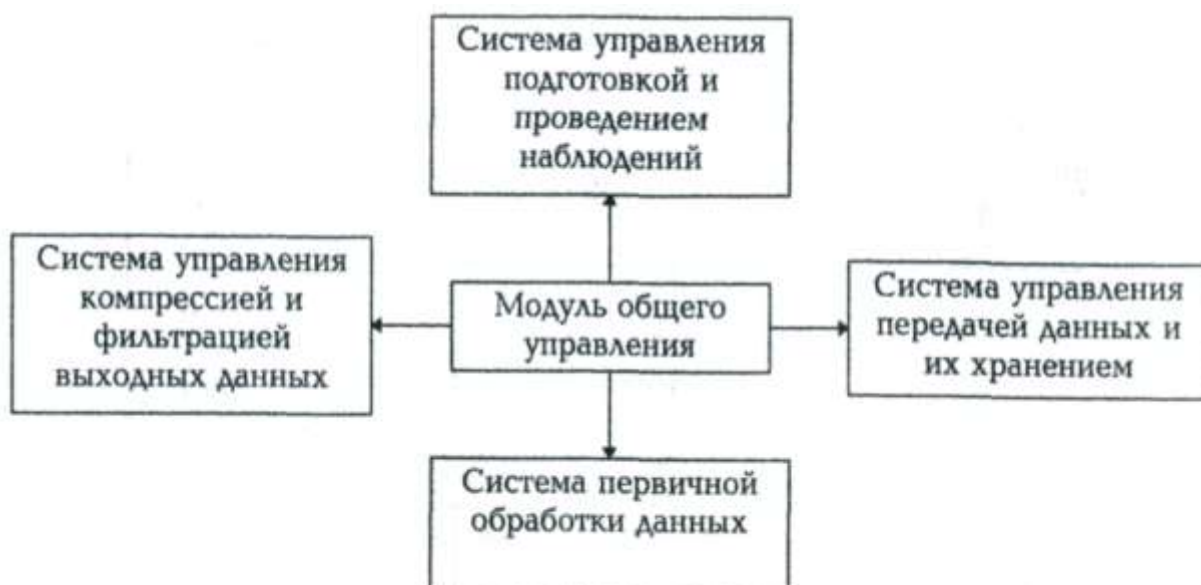 Система управления
подготовкой и
проведением
наблюдений
Система управления
компрессией и
фильтрацией
выходных данных
Модуль общего
управления
Система управления
передачей данных и
их хранением
Система первичной
обработки данных